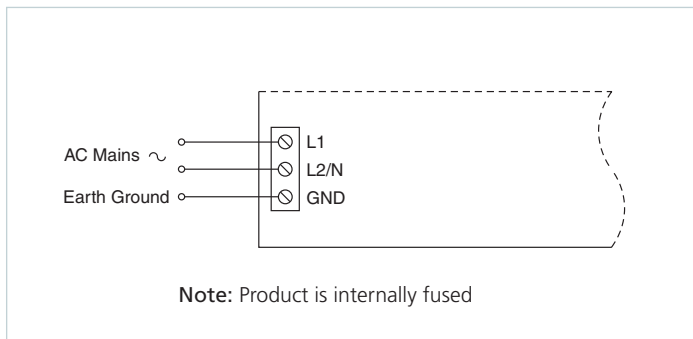 AC Mains ~
Earth Ground
L1
L2/N
GND
Note: Product is internally fused